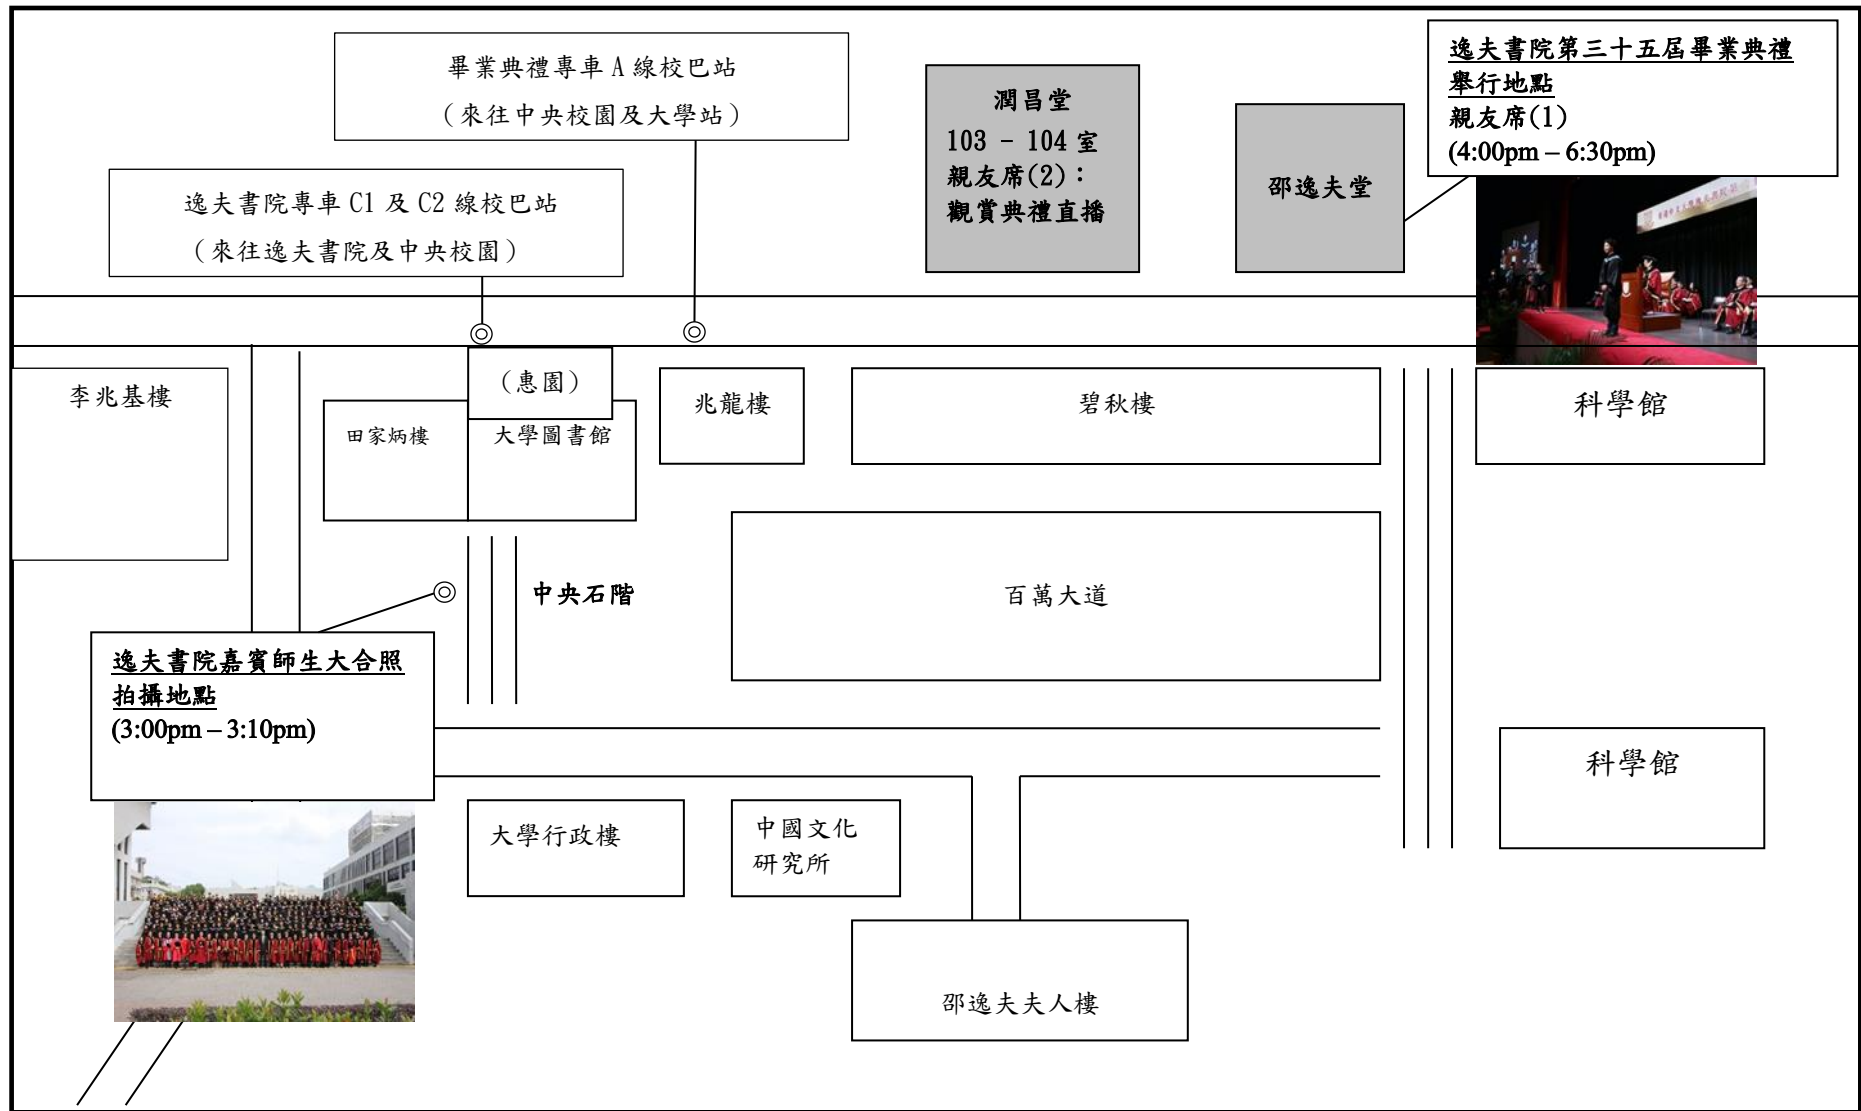 畢業典禮專車 A 線校巴站
（來往中央校園及大學站）
逸夫書院專車 C1 及 C2 線校巴站
（來往逸夫書院及中央校園）
潤昌堂
103 - 104 室
親友席(2)：
觀賞典禮直播
邵逸夫堂
逸夫書院第三十五屆畢業典禮
舉行地點
親友席(1)
(4:00pm – 6:30pm)
李兆基樓
（惠園）
田家炳樓
大學圖書館
兆龍樓
碧秋樓
科學館
中央石階
百萬大道
逸夫書院嘉賓師生大合照
拍攝地點
(3:00pm – 3:10pm)
科學館
大學行政樓
中國文化
研究所
邵逸夫夫人樓